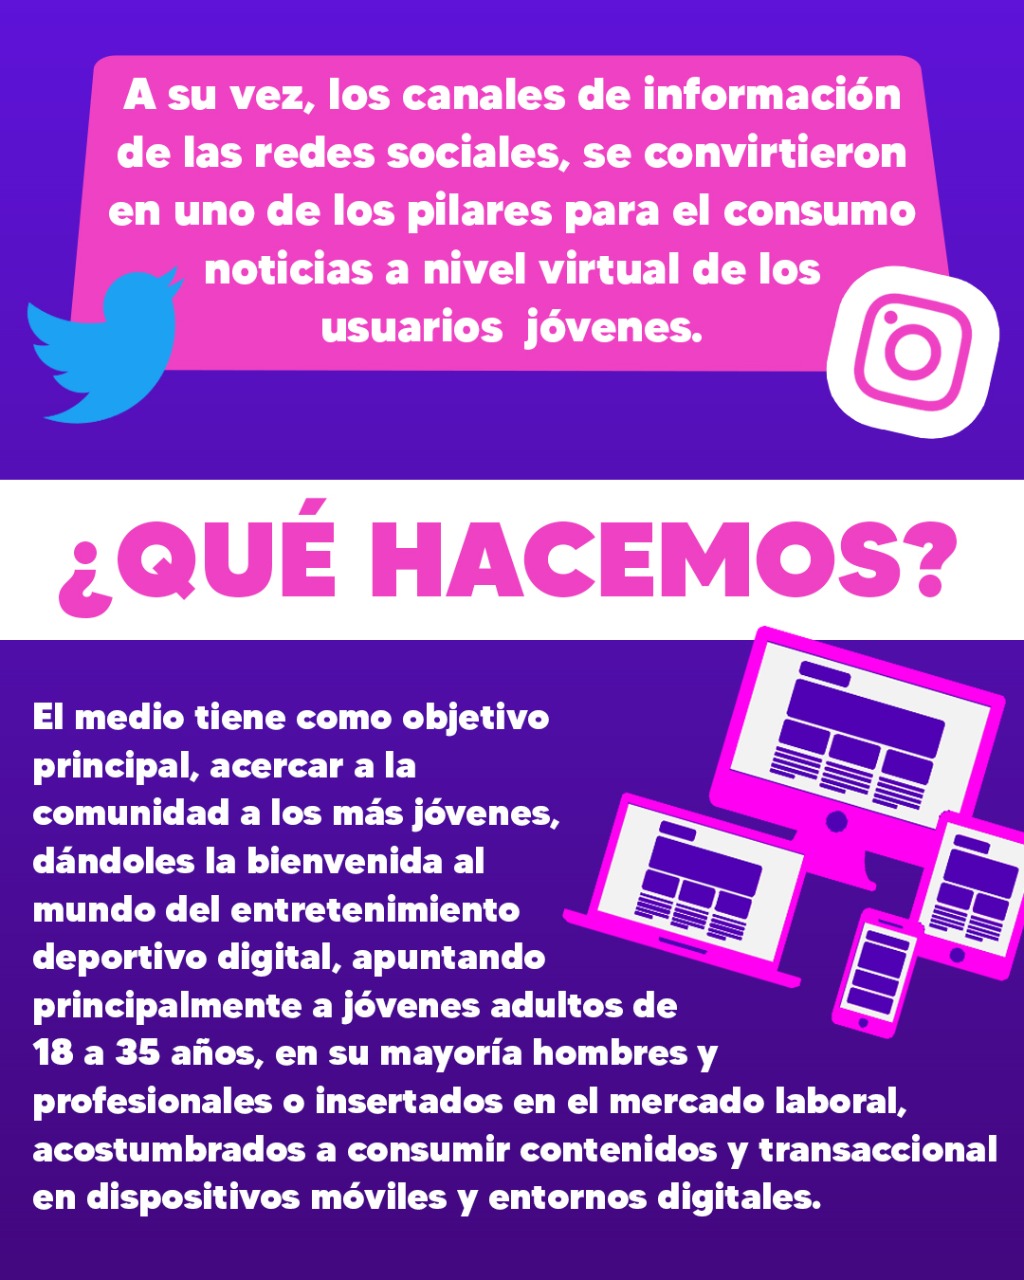 A su vez, los canales de información
de las redes sociales, se convirtieron
en uno de los pilares para el consumo
noticias a nivel virtual de los
usuarios jóvenes.
¿QUÉ HACEMOS?
El medio tiene como objetivo
principal, acercar a la
comunidad a los más jóvenes,
dándoles la bienvenida al
mundo del entretenimiento
deportivo digital, apuntando
principalmente a jóvenes adultos de
18 a 35 años, en su mayoría hombres y
profesionales o insertados en el mercado laboral,
acostumbrados a consumir contenidos y transaccional
en dispositivos móviles y entornos digitales.